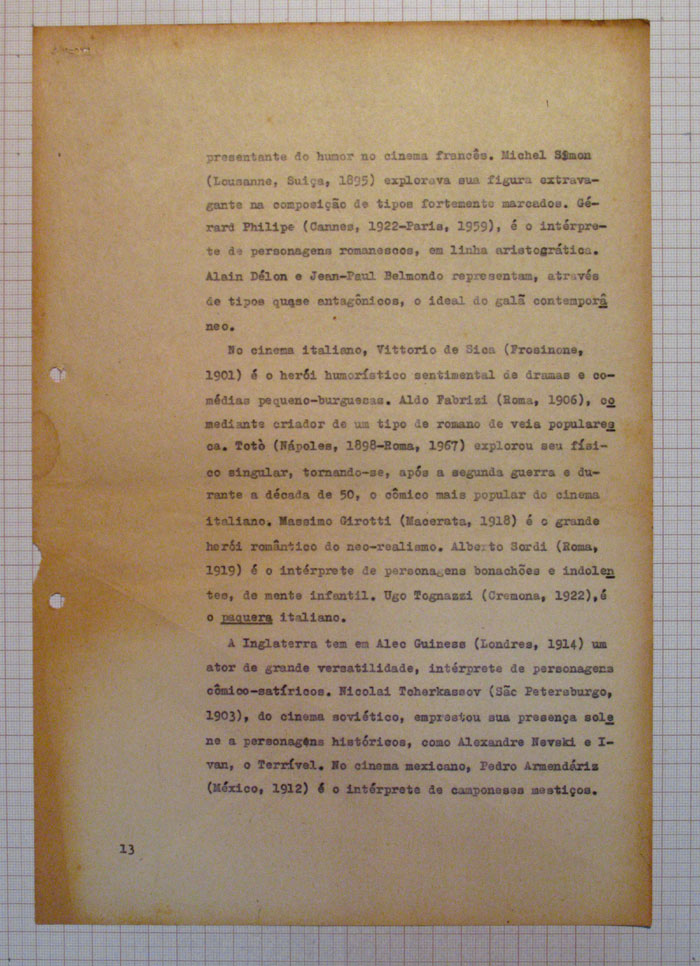 presentante do humor no cinema francês. Michel Simon
(Lousanne, Suiça, 1895) explorava sua figura extrava-
gante na composição de tipos fortemente marcados. Gé-
rard Philipe (Cannes, 1922-Paris, 1959), é o intérpre-
te de personagens romanescos, em linha aristogrática.
Alain Délon e Jean-Paul Belmondo representam, através
de tipos quase antagônicos, o ideal do galã contemporâ
neo.
No cinema italiano, Vittorio de Sica (Frosinone,
1901) é o herói humorístico sentimental de dramas e co-
médias pequeno-burguesas. Aldo Fabrizi (Roma, 1906), co
mediante criador de um tipo de romano de veia populares
ca. Totò (Nápoles, 1898-Roma, 1967) explorou seu físi-
co singular, tornando-se, após a segunda guerra e du-
rante a década de 50, o cômico mais popular do cinema
italiano. Massimo Girotti (Macerata, 1918) é o grande
herói romântico do neo-realismo. Alberto Sordi (Roma,
1919) é o intérprete de personagens bonachões e indolen
tes, de mente infantil. Ugo Tognazzi (Cremona, 1922),é
o paquera italiano.
A Inglaterra tem em Alec Guiness (Londres, 1914) um
ator de grande versatilidade, intérprete de personagens
cômico-satíricos. Nicolai Tcherkassov (São Petersburgo,
1903), do cinema soviético, emprestou sua presença sole
ne a personagens históricos, como Alexandre Nevski e I-
van, o Terrível. No cinema mexicano, Pedro Armendáriz
(México, 1912) é o intérprete de camponeses mestiços.
13